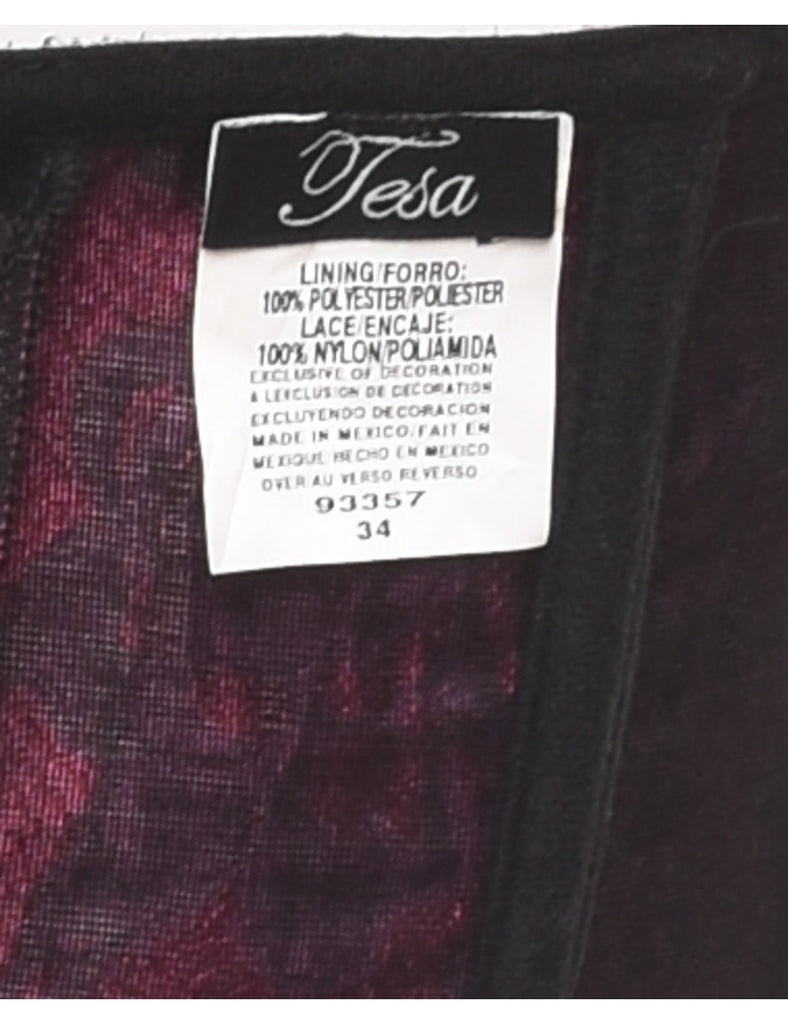 Tesa
LINING/FORRO:
100% POLYESTER/POLIESTER
LACE/ENCAJE:
100% NYLON/POLIAMIDA
EXCLUSIVE OF DECORATION
A L'EXCLUSION DE DECORATION
EXCLUYENDO DECORACION
MADE IN MEXICO/FAIT EN
MEXIQUE HECHO EN MEXICO
OVER AU VERSO REVERSO
93357
34